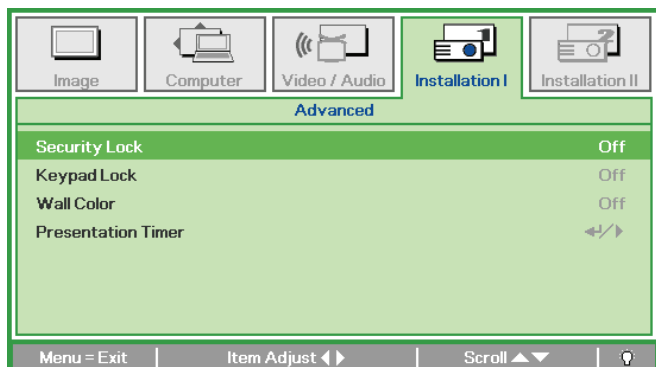 Image Computer Video / Audio Installation I Installation II
Advanced
Security Lock Off
Keypad Lock Off
Wall Color Off
Presentation Timer
Menu = Exit Item Adjust Scroll